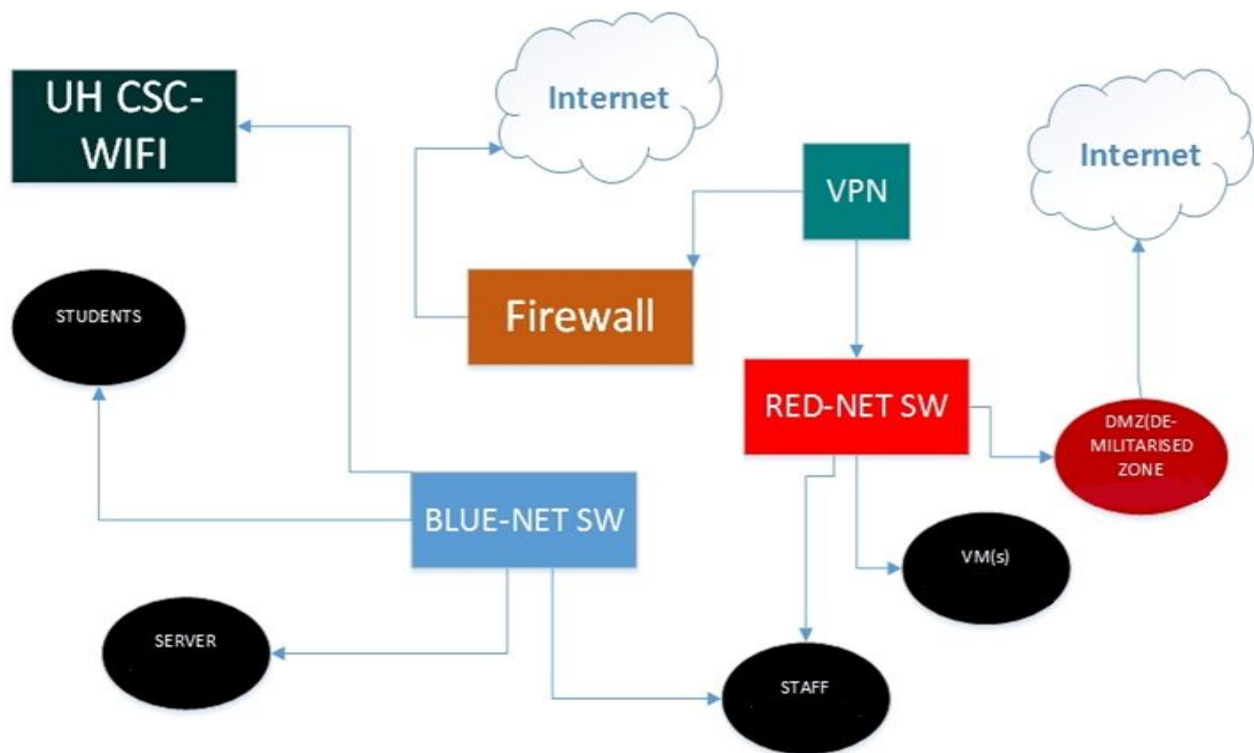 UH CSC-
WIFI
Internet
VPN
Internet
STUDENTS
Firewall
RED-NET SW
DMZ(DE-
MILITARISED
ZONE
BLUE-NET SW
VM(s)
SERVER
STAFF